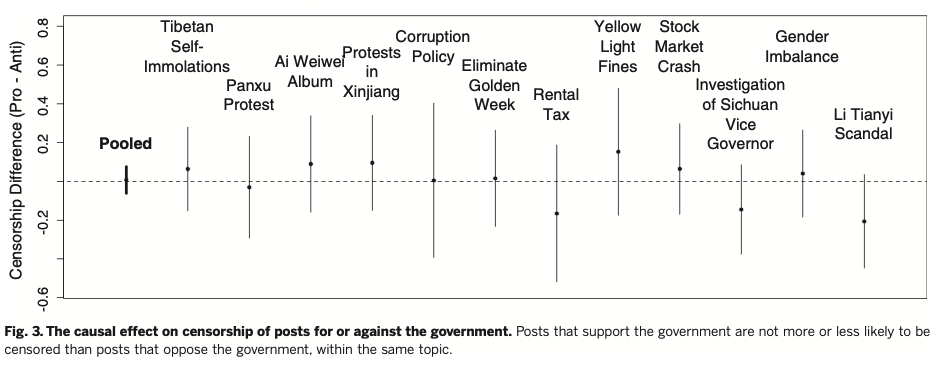 Censorship Difference (Pro - Anti)
0.8
0.6
0.4
0.2
-0.2
-0.6
Pooled
Tibetan
Self-
Immolations
Panxu
Protest
Ai Weiwei
Album
Protests
in
Xinjiang
Corruption
Policy
Eliminate
Golden
Week
Rental
Tax
Yellow
Light
Fines
Stock
Market
Crash
Investigation
of Sichuan
Vice
Governor
Gender
Imbalance
Li Tianyi
Scandal
Fig. 3. The causal effect on censorship of posts for or against the government. Posts that support the government are not more or less likely to be
censored than posts that oppose the government, within the same topic.